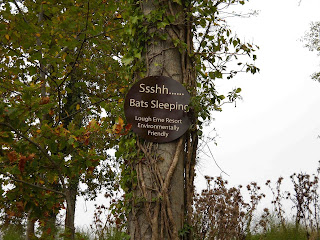 Ssshh......
Bats Sleeping
Lough Erne Resort
Environmentally
Friendly